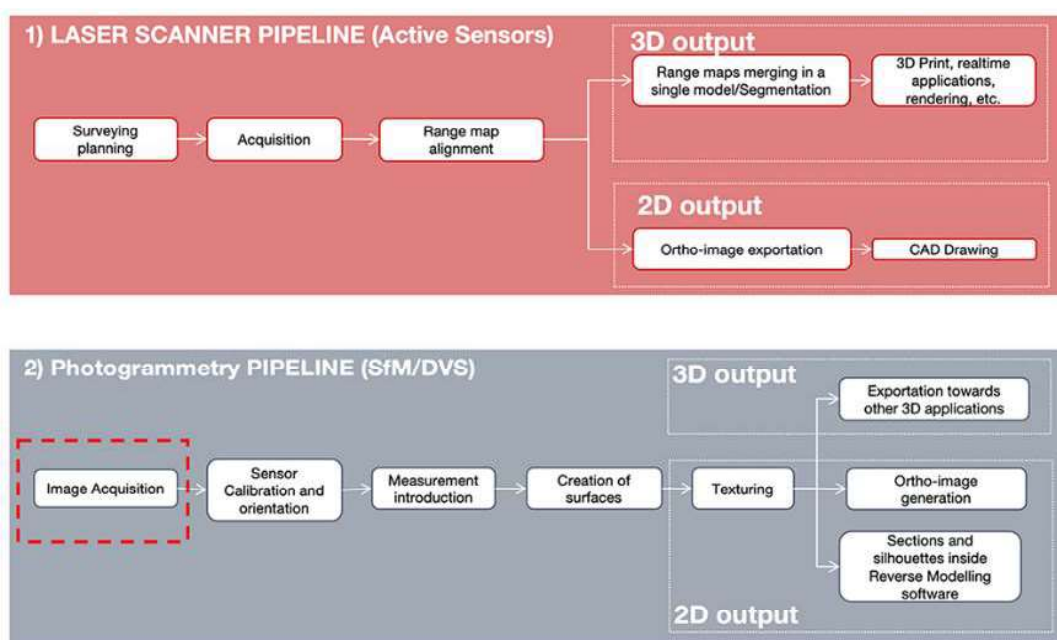 1) LASER SCANNER PIPELINE (Active Sensors)
3D output
Range maps merging in a
single model/Segmentation
3D Print, realtime
applications,
rendering, etc.
Surveying
planning
Acquisition
Range map
alignment
2D output
Ortho-image exportation
CAD Drawing
2) Photogrammetry PIPELINE (SfM/DVS)
3D output
Exportation towards
other 3D applications
Image Acquisition
Sensor
Calibration and
orientation
Measurement
introduction
Creation of
surfaces
Texturing
Ortho-image
generation
Sections and
silhouettes inside
Reverse Modelling
software
2D output